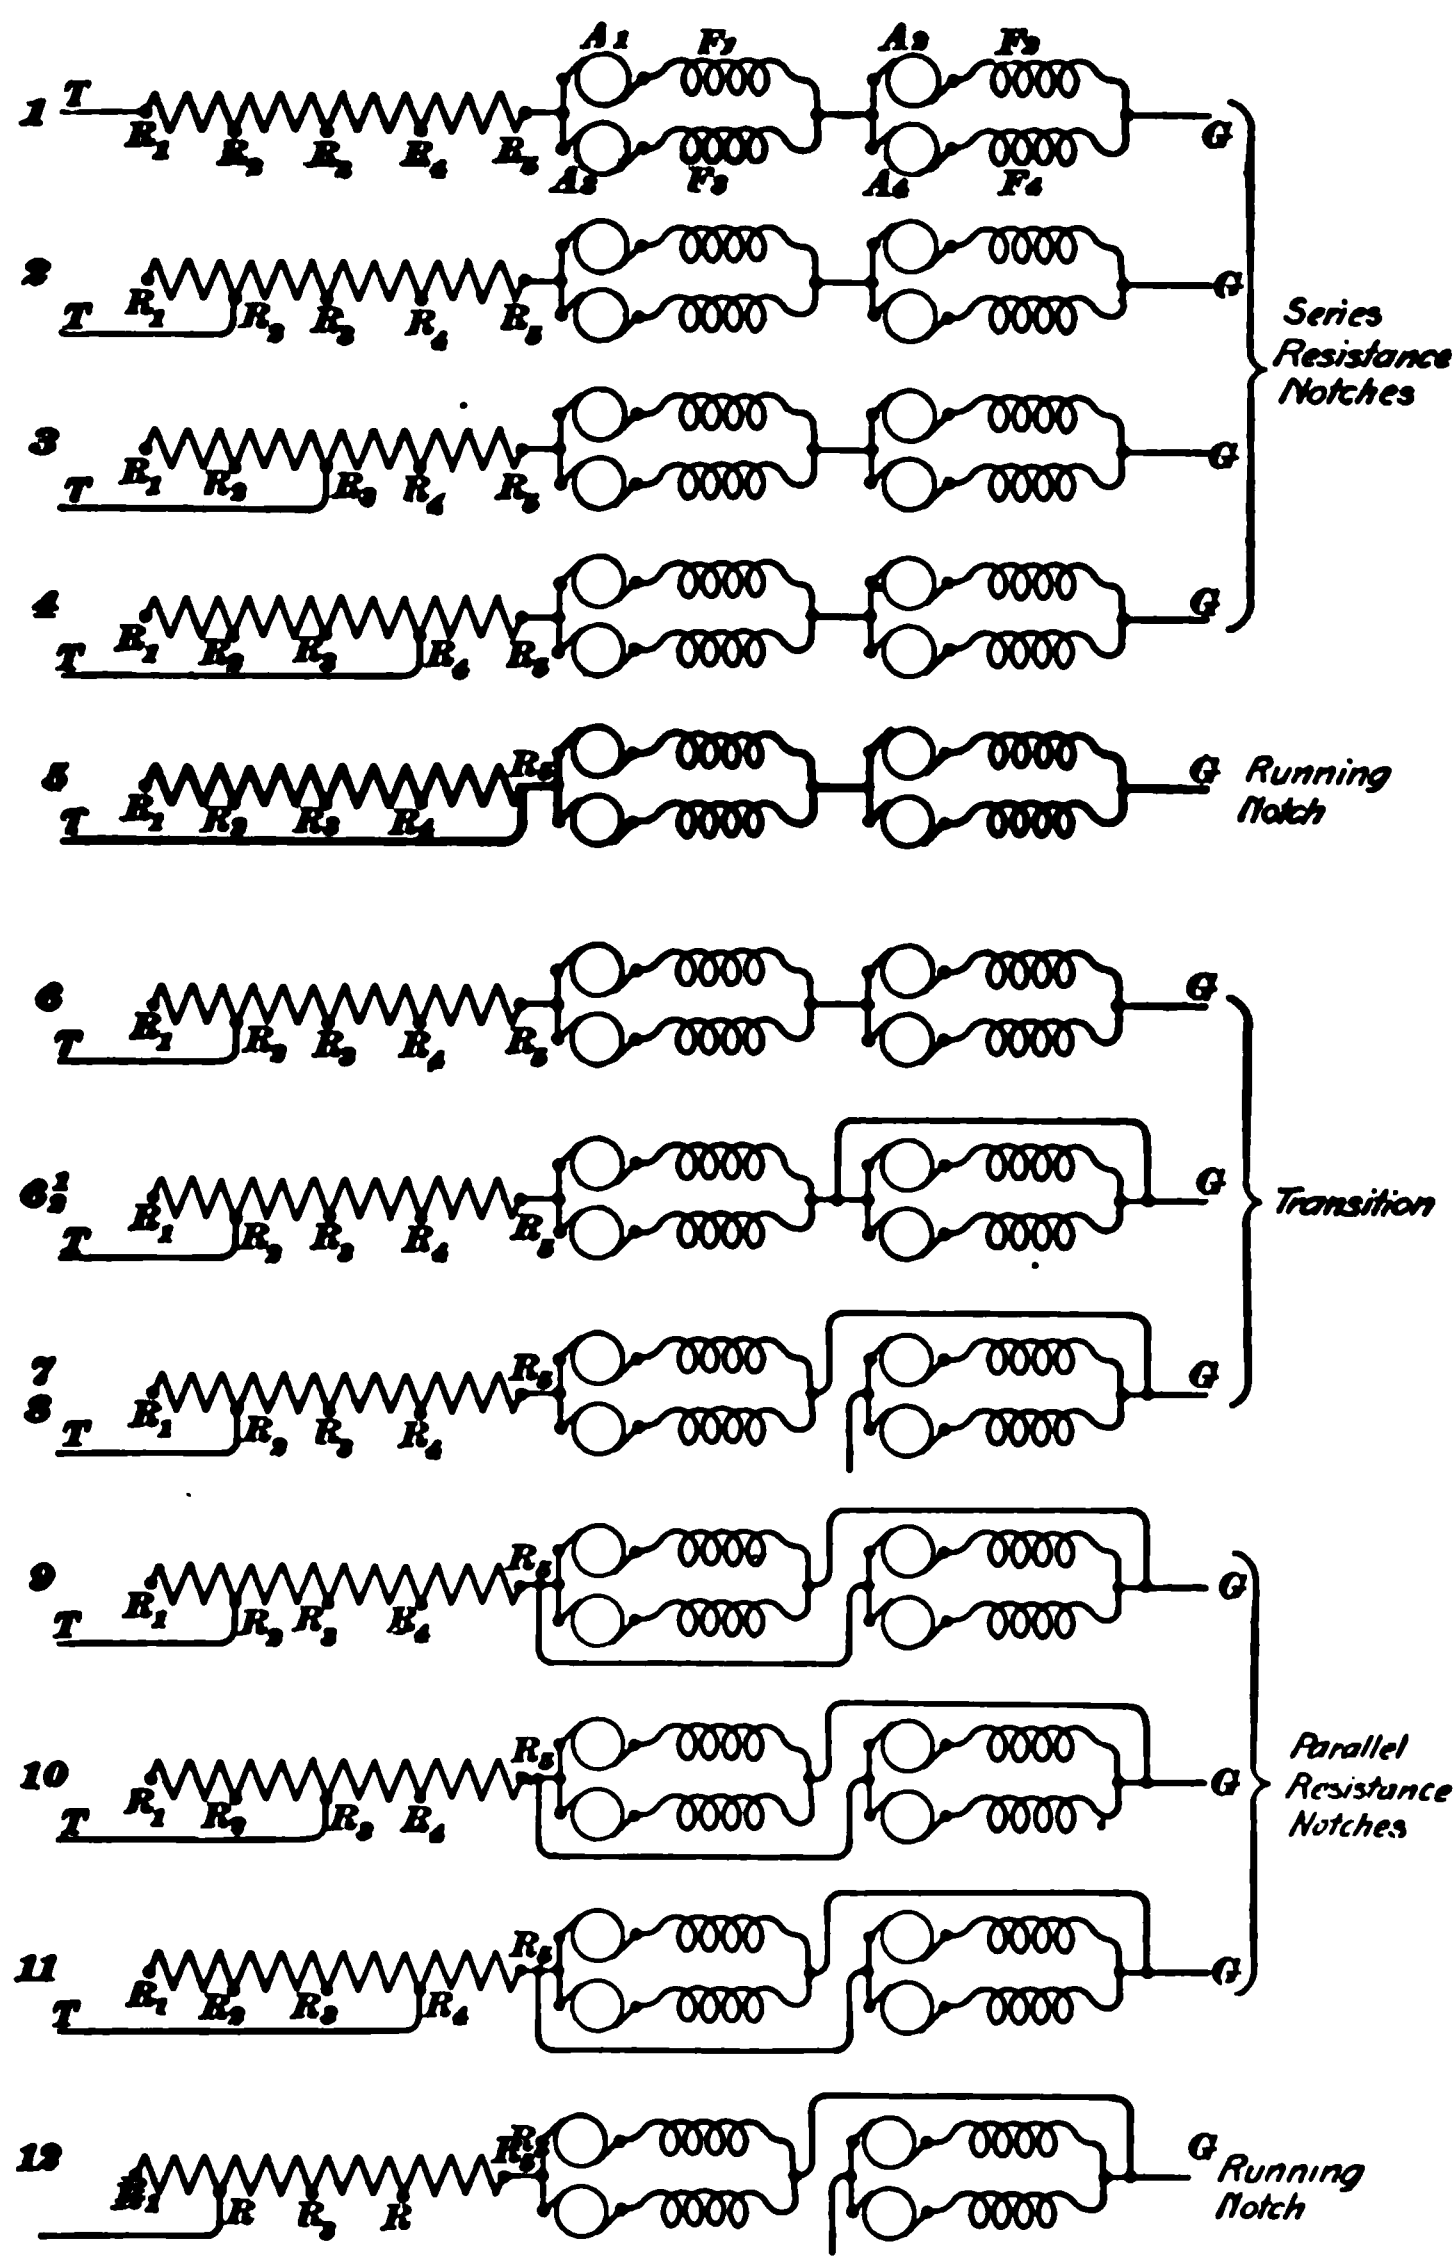 A1 F1 A2 F2
1 T R1 R2 R3 R4 R5 G
A3 F3 A4 F4
2 T R1 R2 R3 R4 R5 G
Series
Resistance
Notches
3 T R1 R2 R3 R4 R5 G
4 T R1 R2 R3 R4 R5 G
5 T R1 R2 R3 R4 R5 G
Running
Notch
6 T R1 R2 R3 R4 R5 G
6 1/2 T R1 R2 R3 R4 R5 G
Transition
7
8 T R1 R2 R3 R4 R5 G
9 T R1 R2 R3 R4 R5 G
10 T R1 R2 R3 R4 R5 G
Parallel
Resistance
Notches
11 T R1 R2 R3 R4 R5 G
12 R1 R R3 R R5 G
Running
Notch